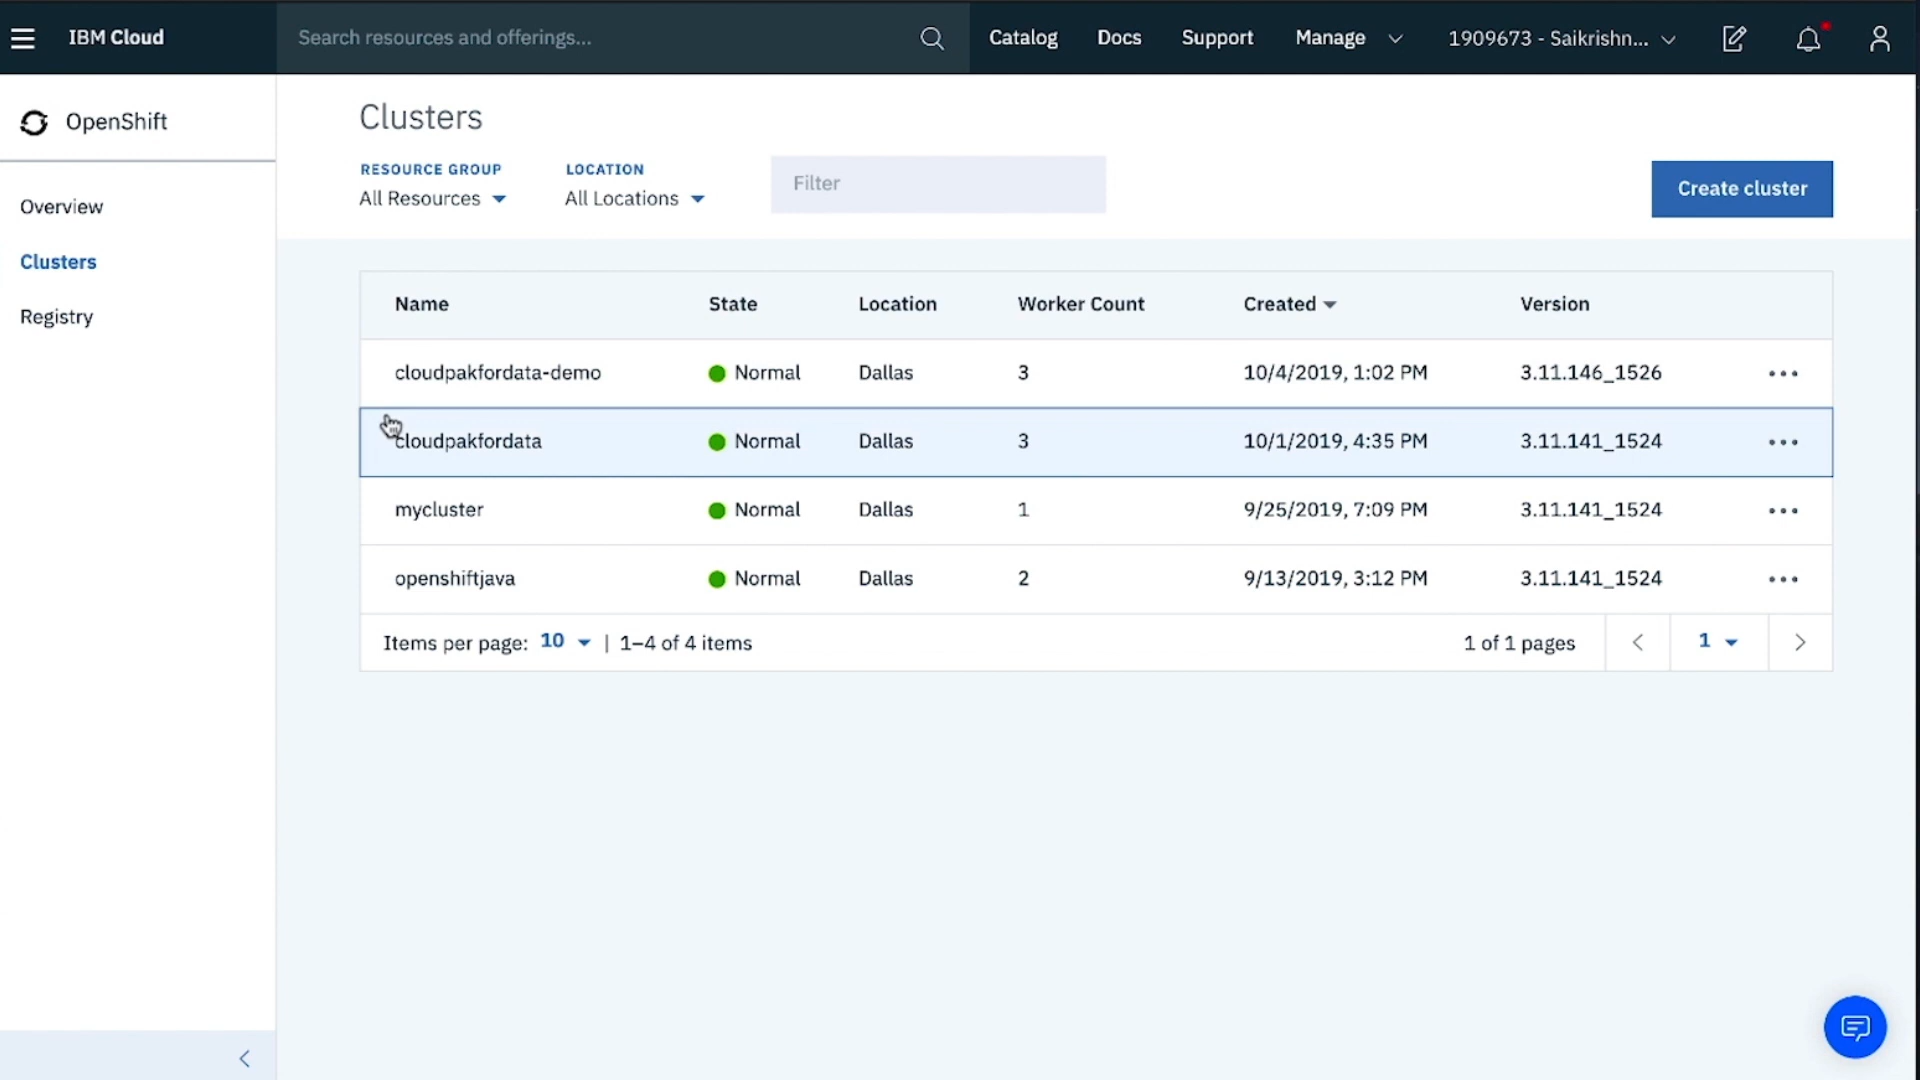 IBM Cloud
Search resources and offerings...
Catalog Docs Support Manage 1909673 - Saikrishn...
OpenShift
Overview
Clusters
Registry
Clusters
RESOURCE GROUP
All Resources
LOCATION
All Locations
Filter
Create cluster
Name State Location Worker Count Created Version
cloudpakfordata-demo Normal Dallas 3 10/4/2019, 1:02 PM 3.11.146_1526
cloudpakfordata Normal Dallas 3 10/1/2019, 4:35 PM 3.11.141_1524
mycluster Normal Dallas 1 9/25/2019, 7:09 PM 3.11.141_1524
openshiftjava Normal Dallas 2 9/13/2019, 3:12 PM 3.11.141_1524
Items per page: 10 | 1–4 of 4 items 1 of 1 pages 1